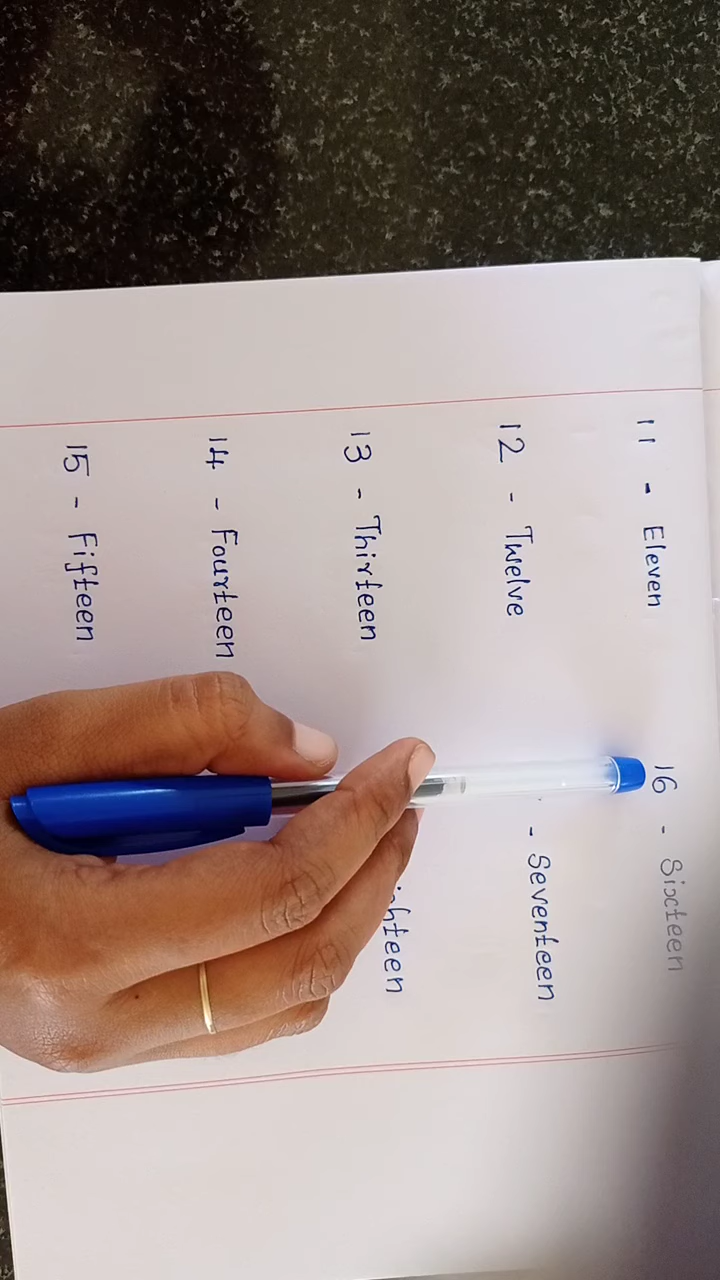 11 - Eleven
12 - Twelve
13 - Thirteen
14 - Fourteen
15 - Fifteen
16 - Sixteen
- Seventeen